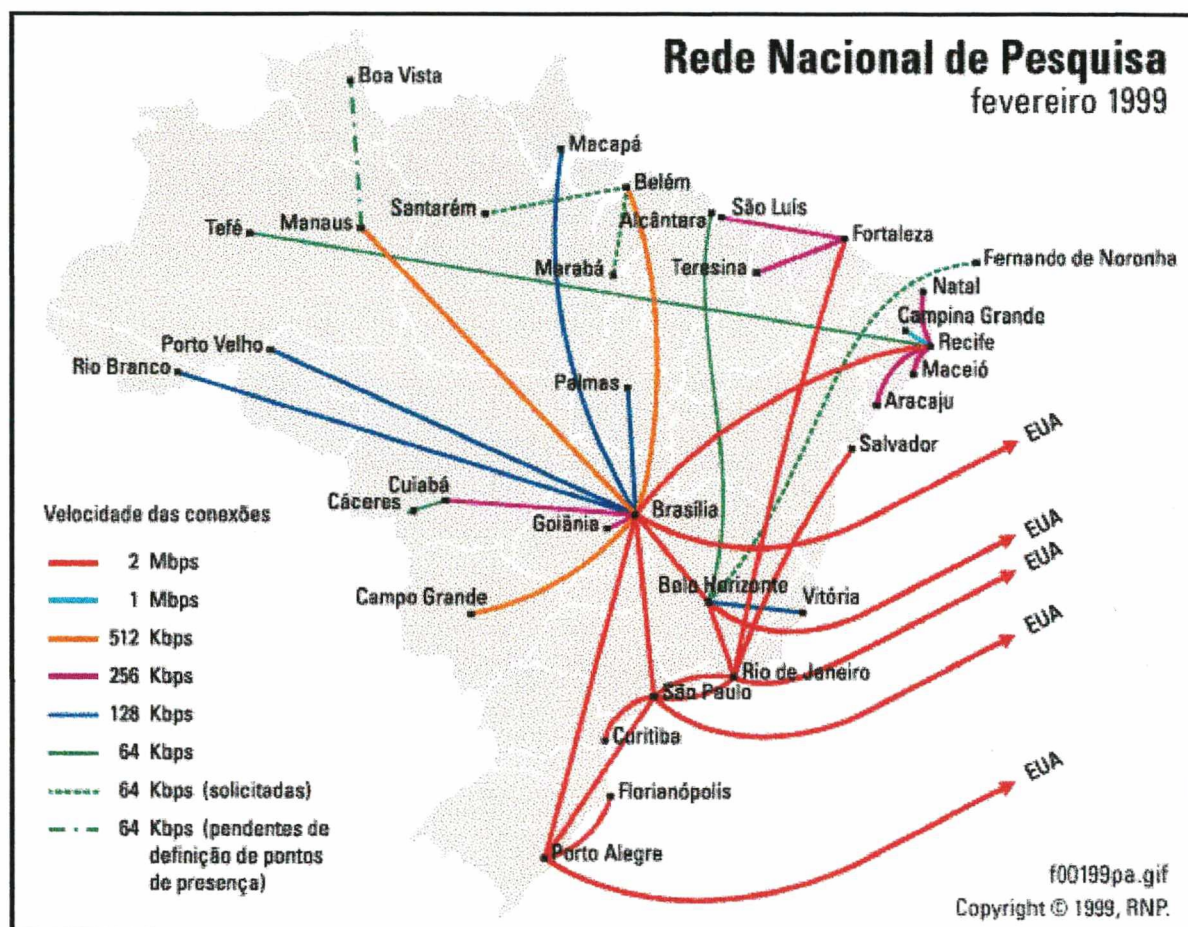 Rede Nacional de Pesquisa
fevereiro 1999
Boa Vista
Macapá
Belém
Santarém
Alcântara
São Luís
Tefé
Manaus
Fortaleza
Marabá
Teresina
Fernando de Noronha
Natal
Campina Grande
Recife
Porto Velho
Rio Branco
Palmas
Maceió
Aracaju
Salvador
EUA
Cuiabá
Cáceres
Goiânia
Brasília
EUA
EUA
Campo Grande
Belo Horizonte
Vitória
EUA
Rio de Janeiro
São Paulo
Curitiba
EUA
Florianópolis
Porto Alegre
Velocidade das conexões
2 Mbps
1 Mbps
512 Kbps
256 Kbps
128 Kbps
64 Kbps
64 Kbps (solicitadas)
64 Kbps (pendentes de
definição de pontos
de presença)
f00199pa.gif
Copyright © 1999, RNP.